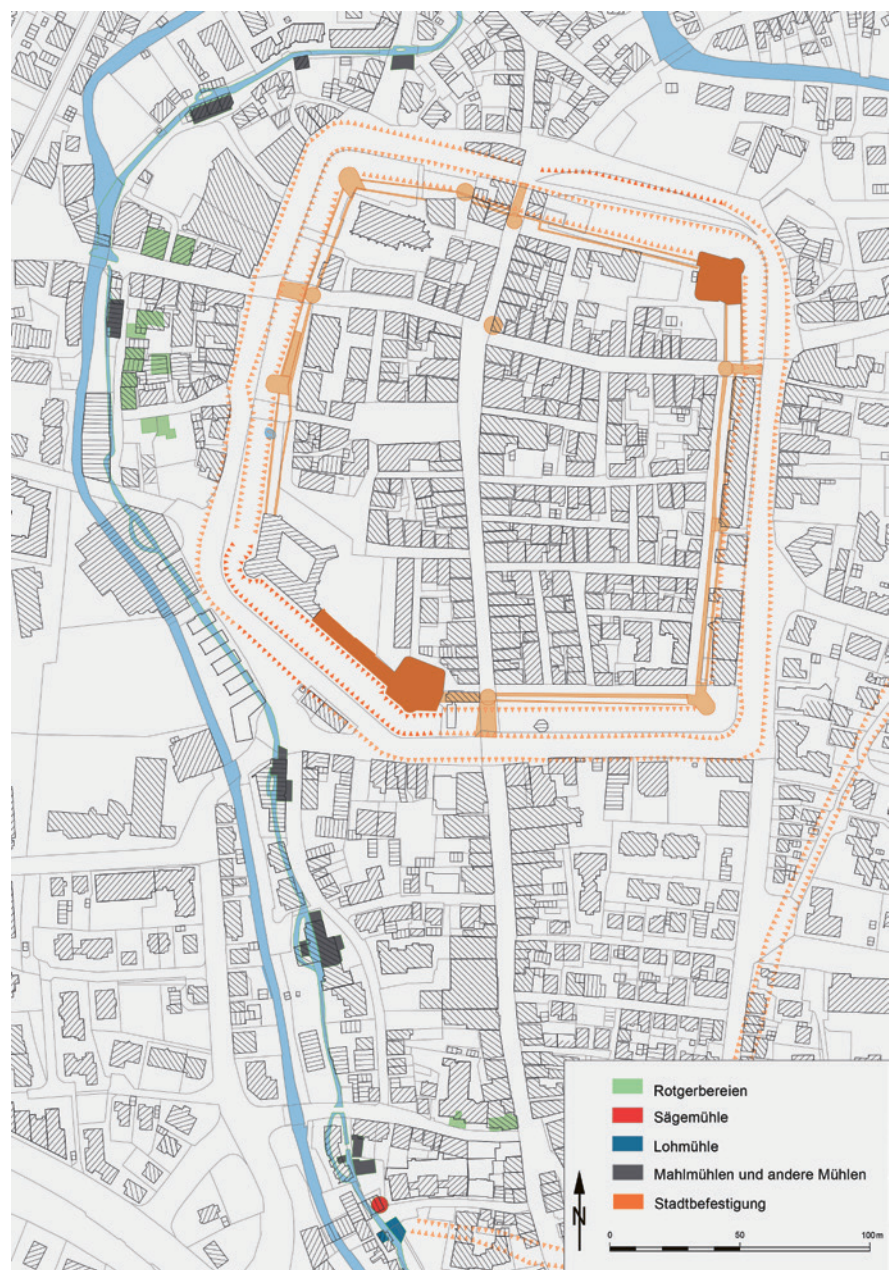 Rotgerbereien
Sägemühle
Lohmühle
Mahlmühlen und andere Mühlen
Stadtbefestigung
N
0 50 100m